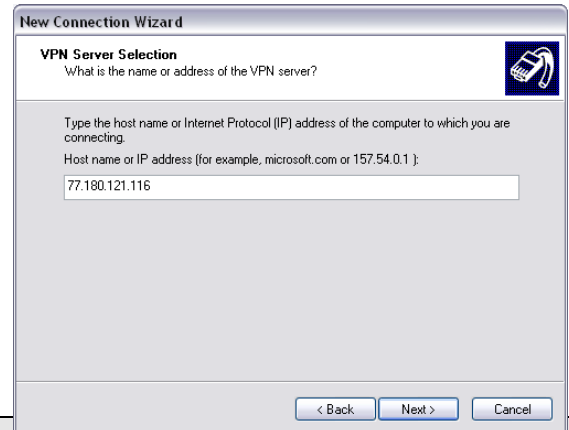 New Connection Wizard
VPN Server Selection
What is the name or address of the VPN server?
Type the host name or Internet Protocol (IP) address of the computer to which you are
connecting.
Host name or IP address (for example, microsoft.com or 157.54.0.1 ):
77.180.121.116
< Back Next > Cancel